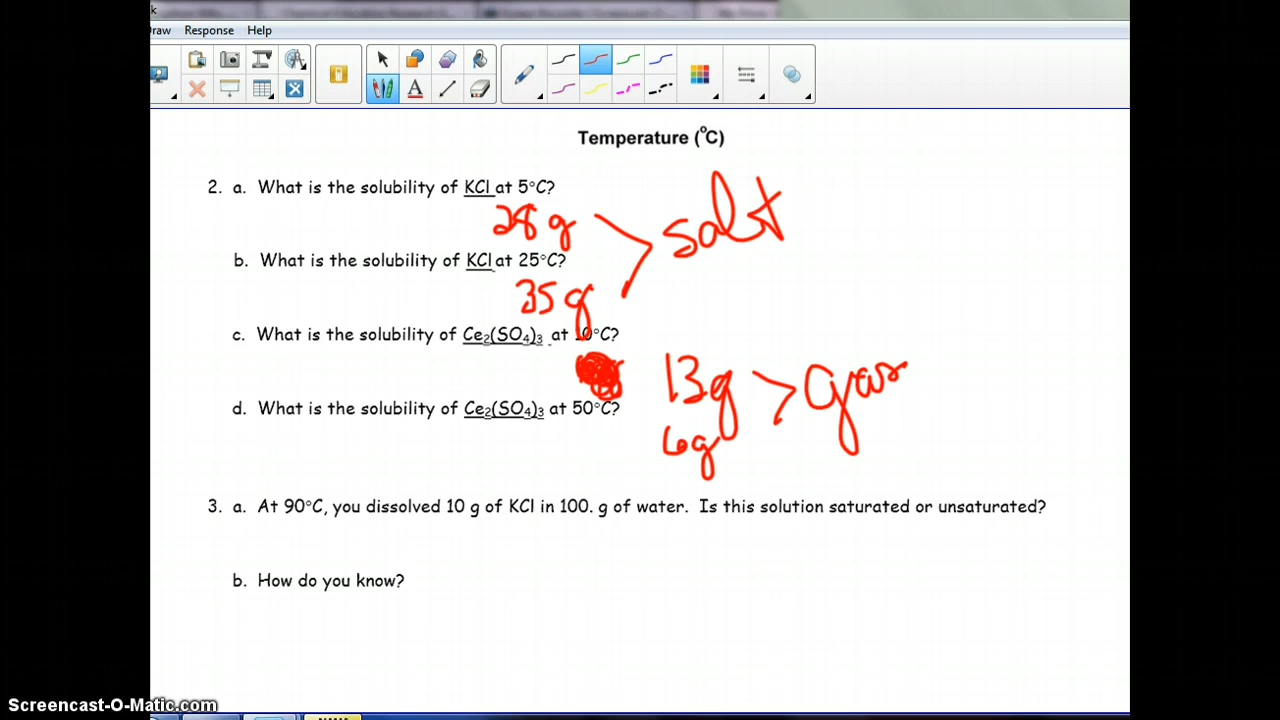 k
Draw Response Help
Temperature (°C)
2. a. What is the solubility of KCl at 5°C?
28 g
salt
b. What is the solubility of KCl at 25°C?
35 g
c. What is the solubility of Ce₂(SO₄)₃ at 10°C?
13g
gas
d. What is the solubility of Ce₂(SO₄)₃ at 50°C?
6g
3. a. At 90°C, you dissolved 10 g of KCl in 100. g of water. Is this solution saturated or unsaturated?
b. How do you know?
Screencast-O-Matic.com